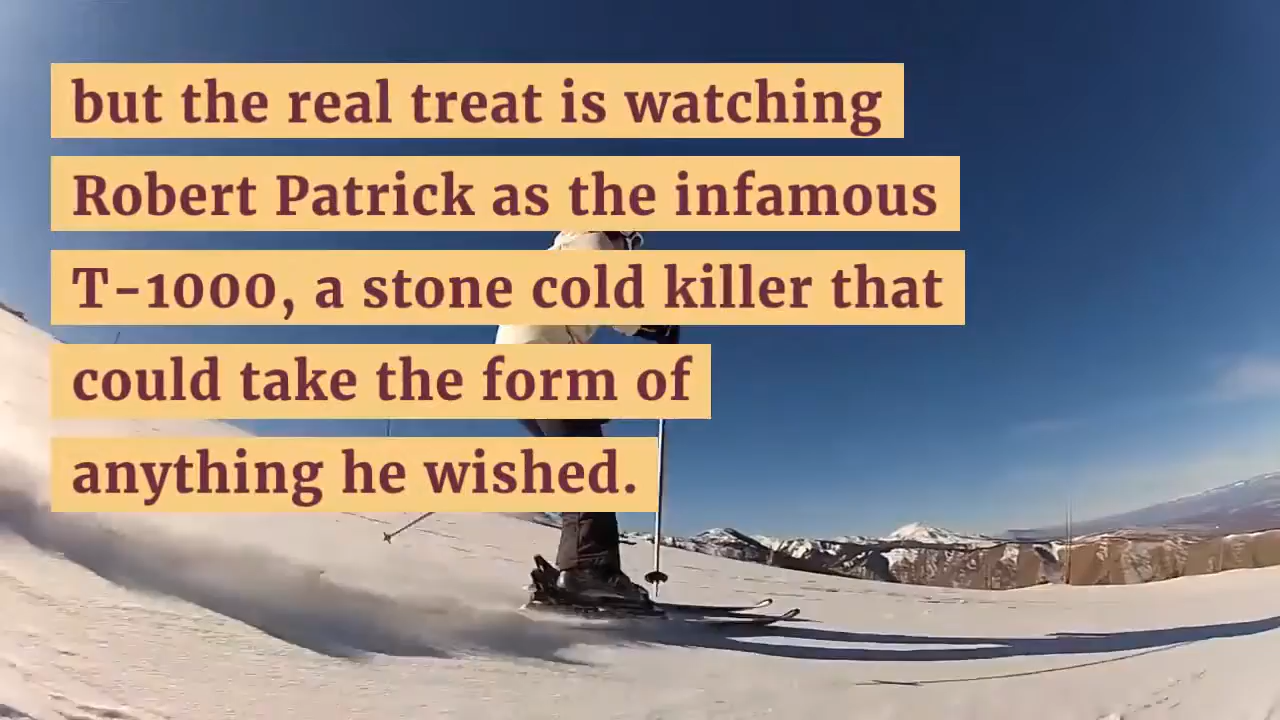 but the real treat is watching
Robert Patrick as the infamous
T-1000, a stone cold killer that
could take the form of
anything he wished.